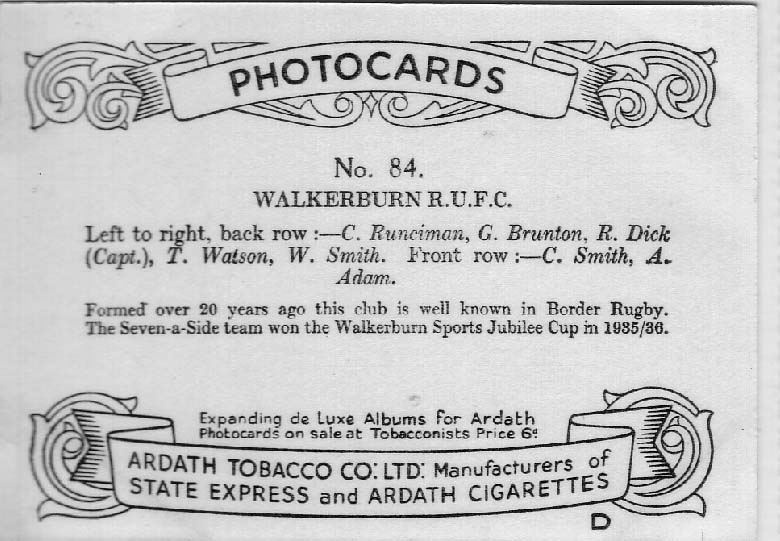 PHOTOCARDS
No. 84.
WALKERBURN R.U.F.C.
Left to right, back row :—C. Runciman, G. Brunton, R. Dick
(Capt.), T. Watson, W. Smith. Front row :—C. Smith, A.
Adam.
Formed over 20 years ago this club is well known in Border Rugby.
The Seven-a-Side team won the Walkerburn Sports Jubilee Cup in 1935/36.
Expanding de Luxe Albums for Ardath
Photocards on sale at Tobacconists Price 6d
ARDATH TOBACCO CO: LTD: Manufacturers of
STATE EXPRESS and ARDATH CIGARETTES
D